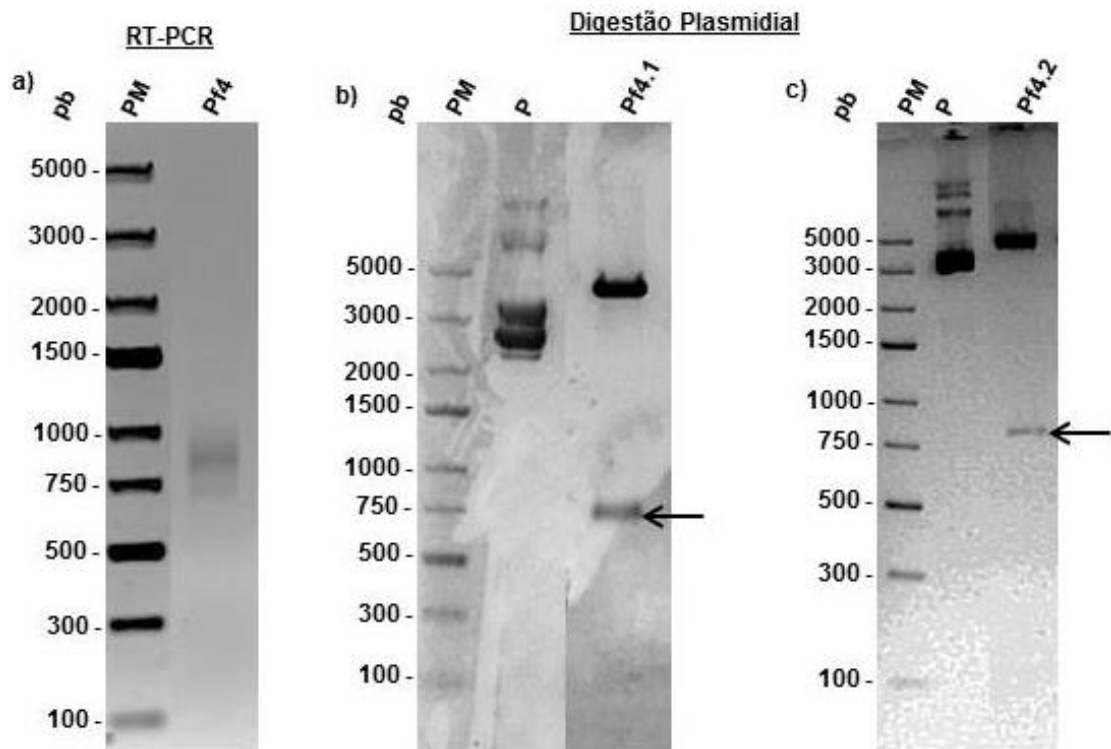 RT-PCR
a)
pb
PM
Pf4
5000 -
3000 -
2000 -
1500 -
1000 -
750 -
500 -
300 -
100 -
Digestão Plasmidial
b)
pb
PM
P
Pf4.1
5000 -
3000 -
2000 -
1500 -
1000 -
750 -
500 -
300 -
100 -
c)
pb
PM
P
Pf4.2
5000 -
3000 -
2000 -
1500 -
1000 -
750 -
500 -
300 -
100 -